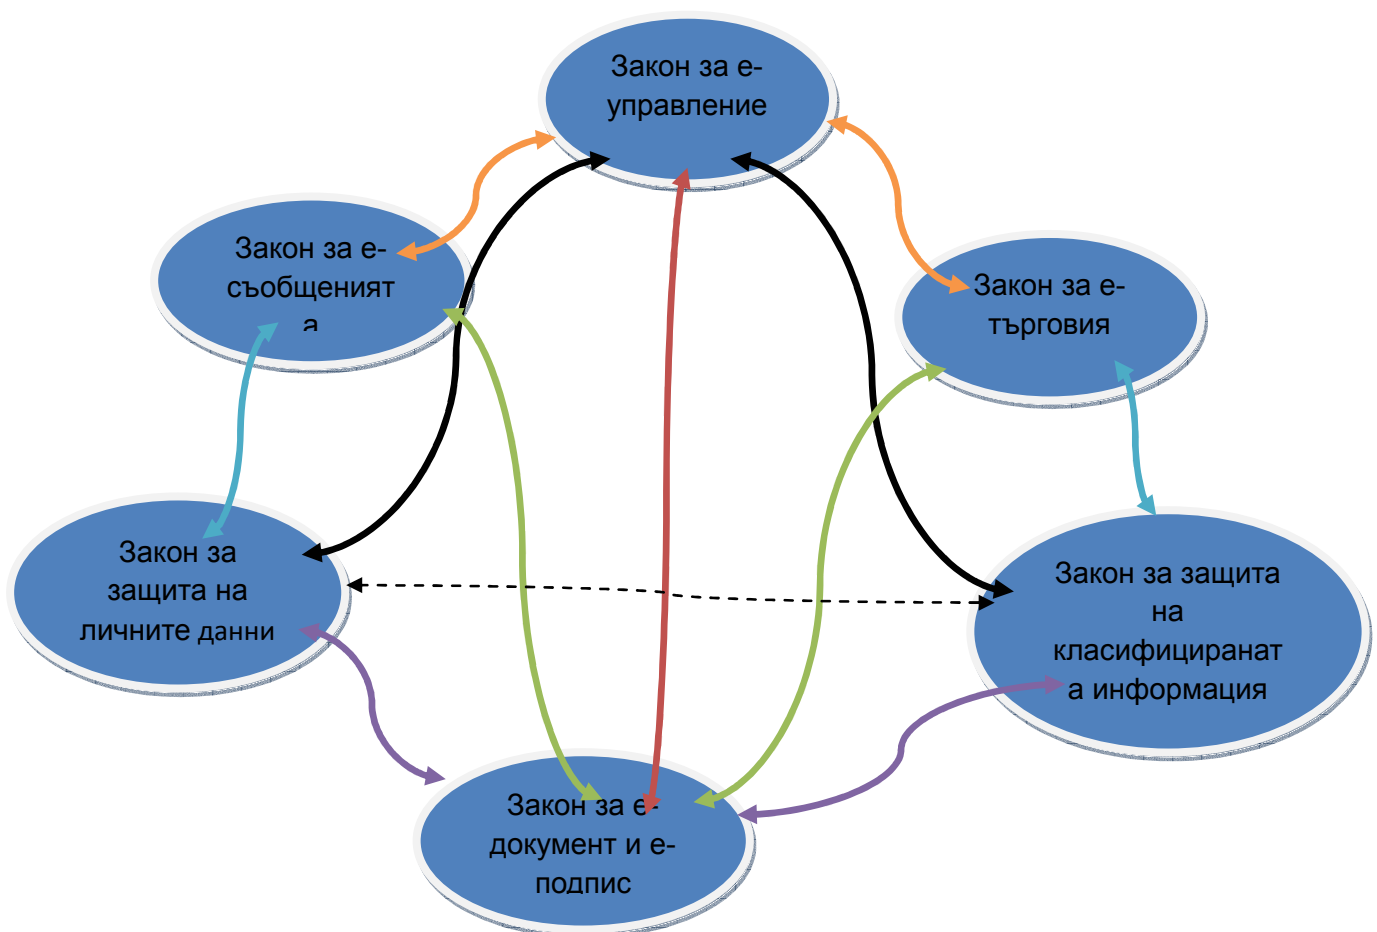 Закон за е-
управление
Закон за е-
съобщеният
а
Закон за е-
търговия
Закон за
защита на
личните данни
Закон за защита
на
класифициранат
а информация
Закон за е-
документ и е-
подпис